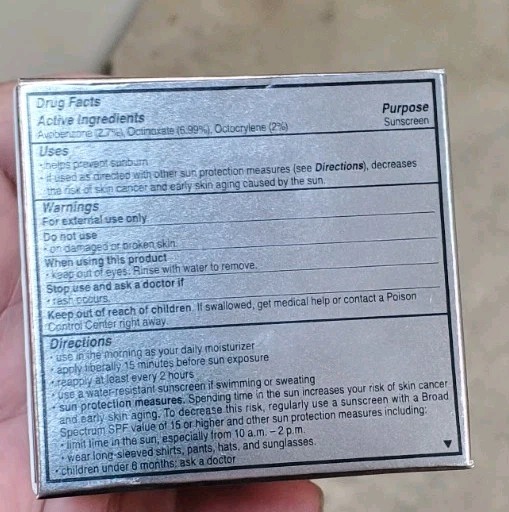 Drug Facts
Active Ingredients
Purpose
Avobenzone (2.7%), Octinoxate (6.99%), Octocrylene (2%)
Sunscreen
Uses
• helps prevent sunburn
• if used as directed with other sun protection measures (see Directions), decreases
the risk of skin cancer and early skin aging caused by the sun.
Warnings
For external use only
Do not use
• on damaged or broken skin.
When using this product
• keep out of eyes. Rinse with water to remove.
Stop use and ask a doctor if
• rash occurs.
Keep out of reach of children. If swallowed, get medical help or contact a Poison
Control Center right away.
Directions
• use in the morning as your daily moisturizer
• apply liberally 15 minutes before sun exposure
• reapply at least every 2 hours
• use a water-resistant sunscreen if swimming or sweating
• sun protection measures. Spending time in the sun increases your risk of skin cancer
and early skin aging. To decrease this risk, regularly use a sunscreen with a Broad
Spectrum SPF value of 15 or higher and other sun protection measures including:
• limit time in the sun, especially from 10 a.m. – 2 p.m.
• wear long-sleeved shirts, pants, hats, and sunglasses.
• children under 6 months: ask a doctor